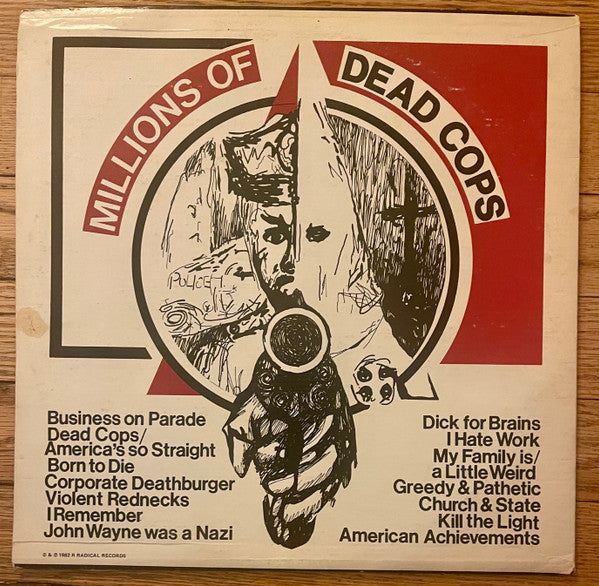 MILLIONS OF
DEAD COPS
POLICE
Business on Parade
Dead Cops/
America's so Straight
Born to Die
Corporate Deathburger
Violent Rednecks
I Remember
John Wayne was a Nazi
Dick for Brains
I Hate Work
My Family is/
a Little Weird
Greedy & Pathetic
Church & State
Kill the Light
American Achievements
© & ℗ 1982 R RADICAL RECORDS